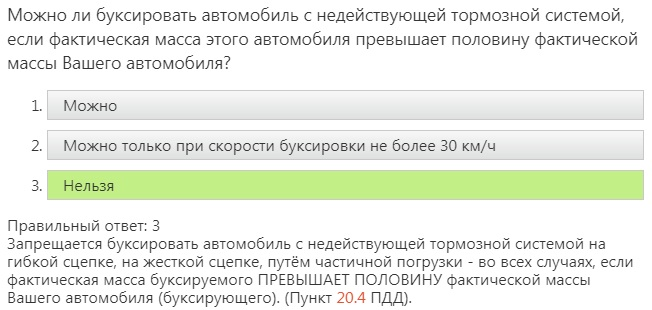 Можно ли буксировать автомобиль с недействующей тормозной системой,
если фактическая масса этого автомобиля превышает половину фактической
массы Вашего автомобиля?
1. Можно
2. Можно только при скорости буксировки не более 30 км/ч
3. Нельзя
Правильный ответ: 3
Запрещается буксировать автомобиль с недействующей тормозной системой на
гибкой сцепке, на жесткой сцепке, путём частичной погрузки - во всех случаях, если
фактическая масса буксируемого ПРЕВЫШАЕТ ПОЛОВИНУ фактической массы
Вашего автомобиля (буксирующего). (Пункт 20.4 ПДД).